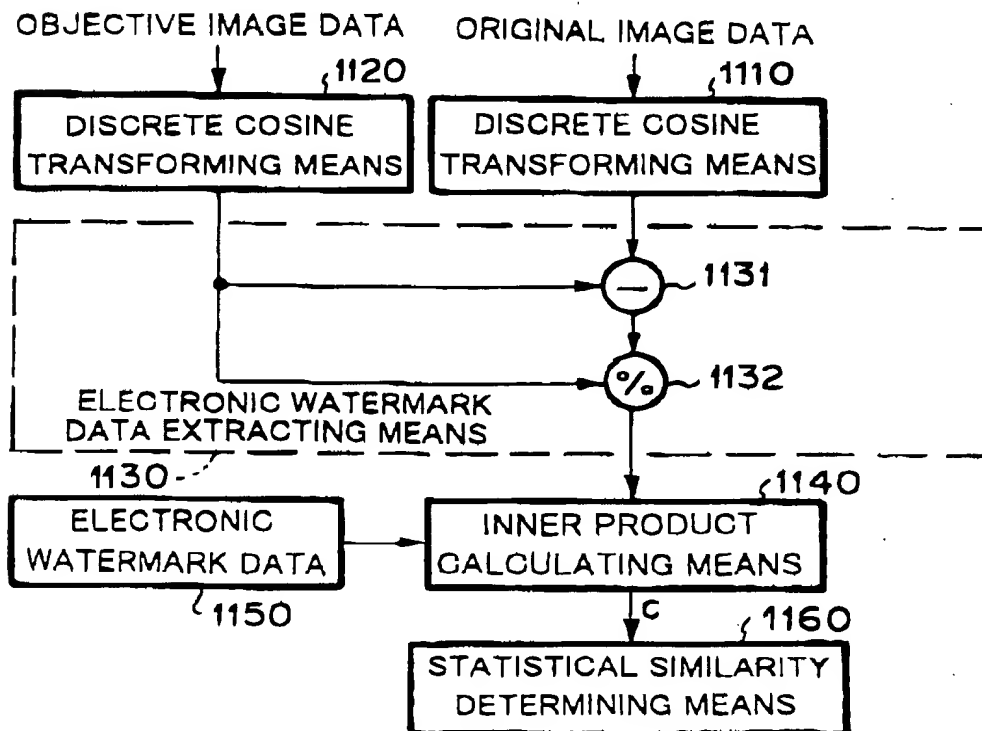 OBJECTIVE IMAGE DATA
ORIGINAL IMAGE DATA
1120
1110
DISCRETE COSINE
TRANSFORMING MEANS
DISCRETE COSINE
TRANSFORMING MEANS
—
1131
%
1132
ELECTRONIC WATERMARK
DATA EXTRACTING MEANS
1130
1140
ELECTRONIC
WATERMARK DATA
INNER PRODUCT
CALCULATING MEANS
1150
C
1160
STATISTICAL SIMILARITY
DETERMINING MEANS